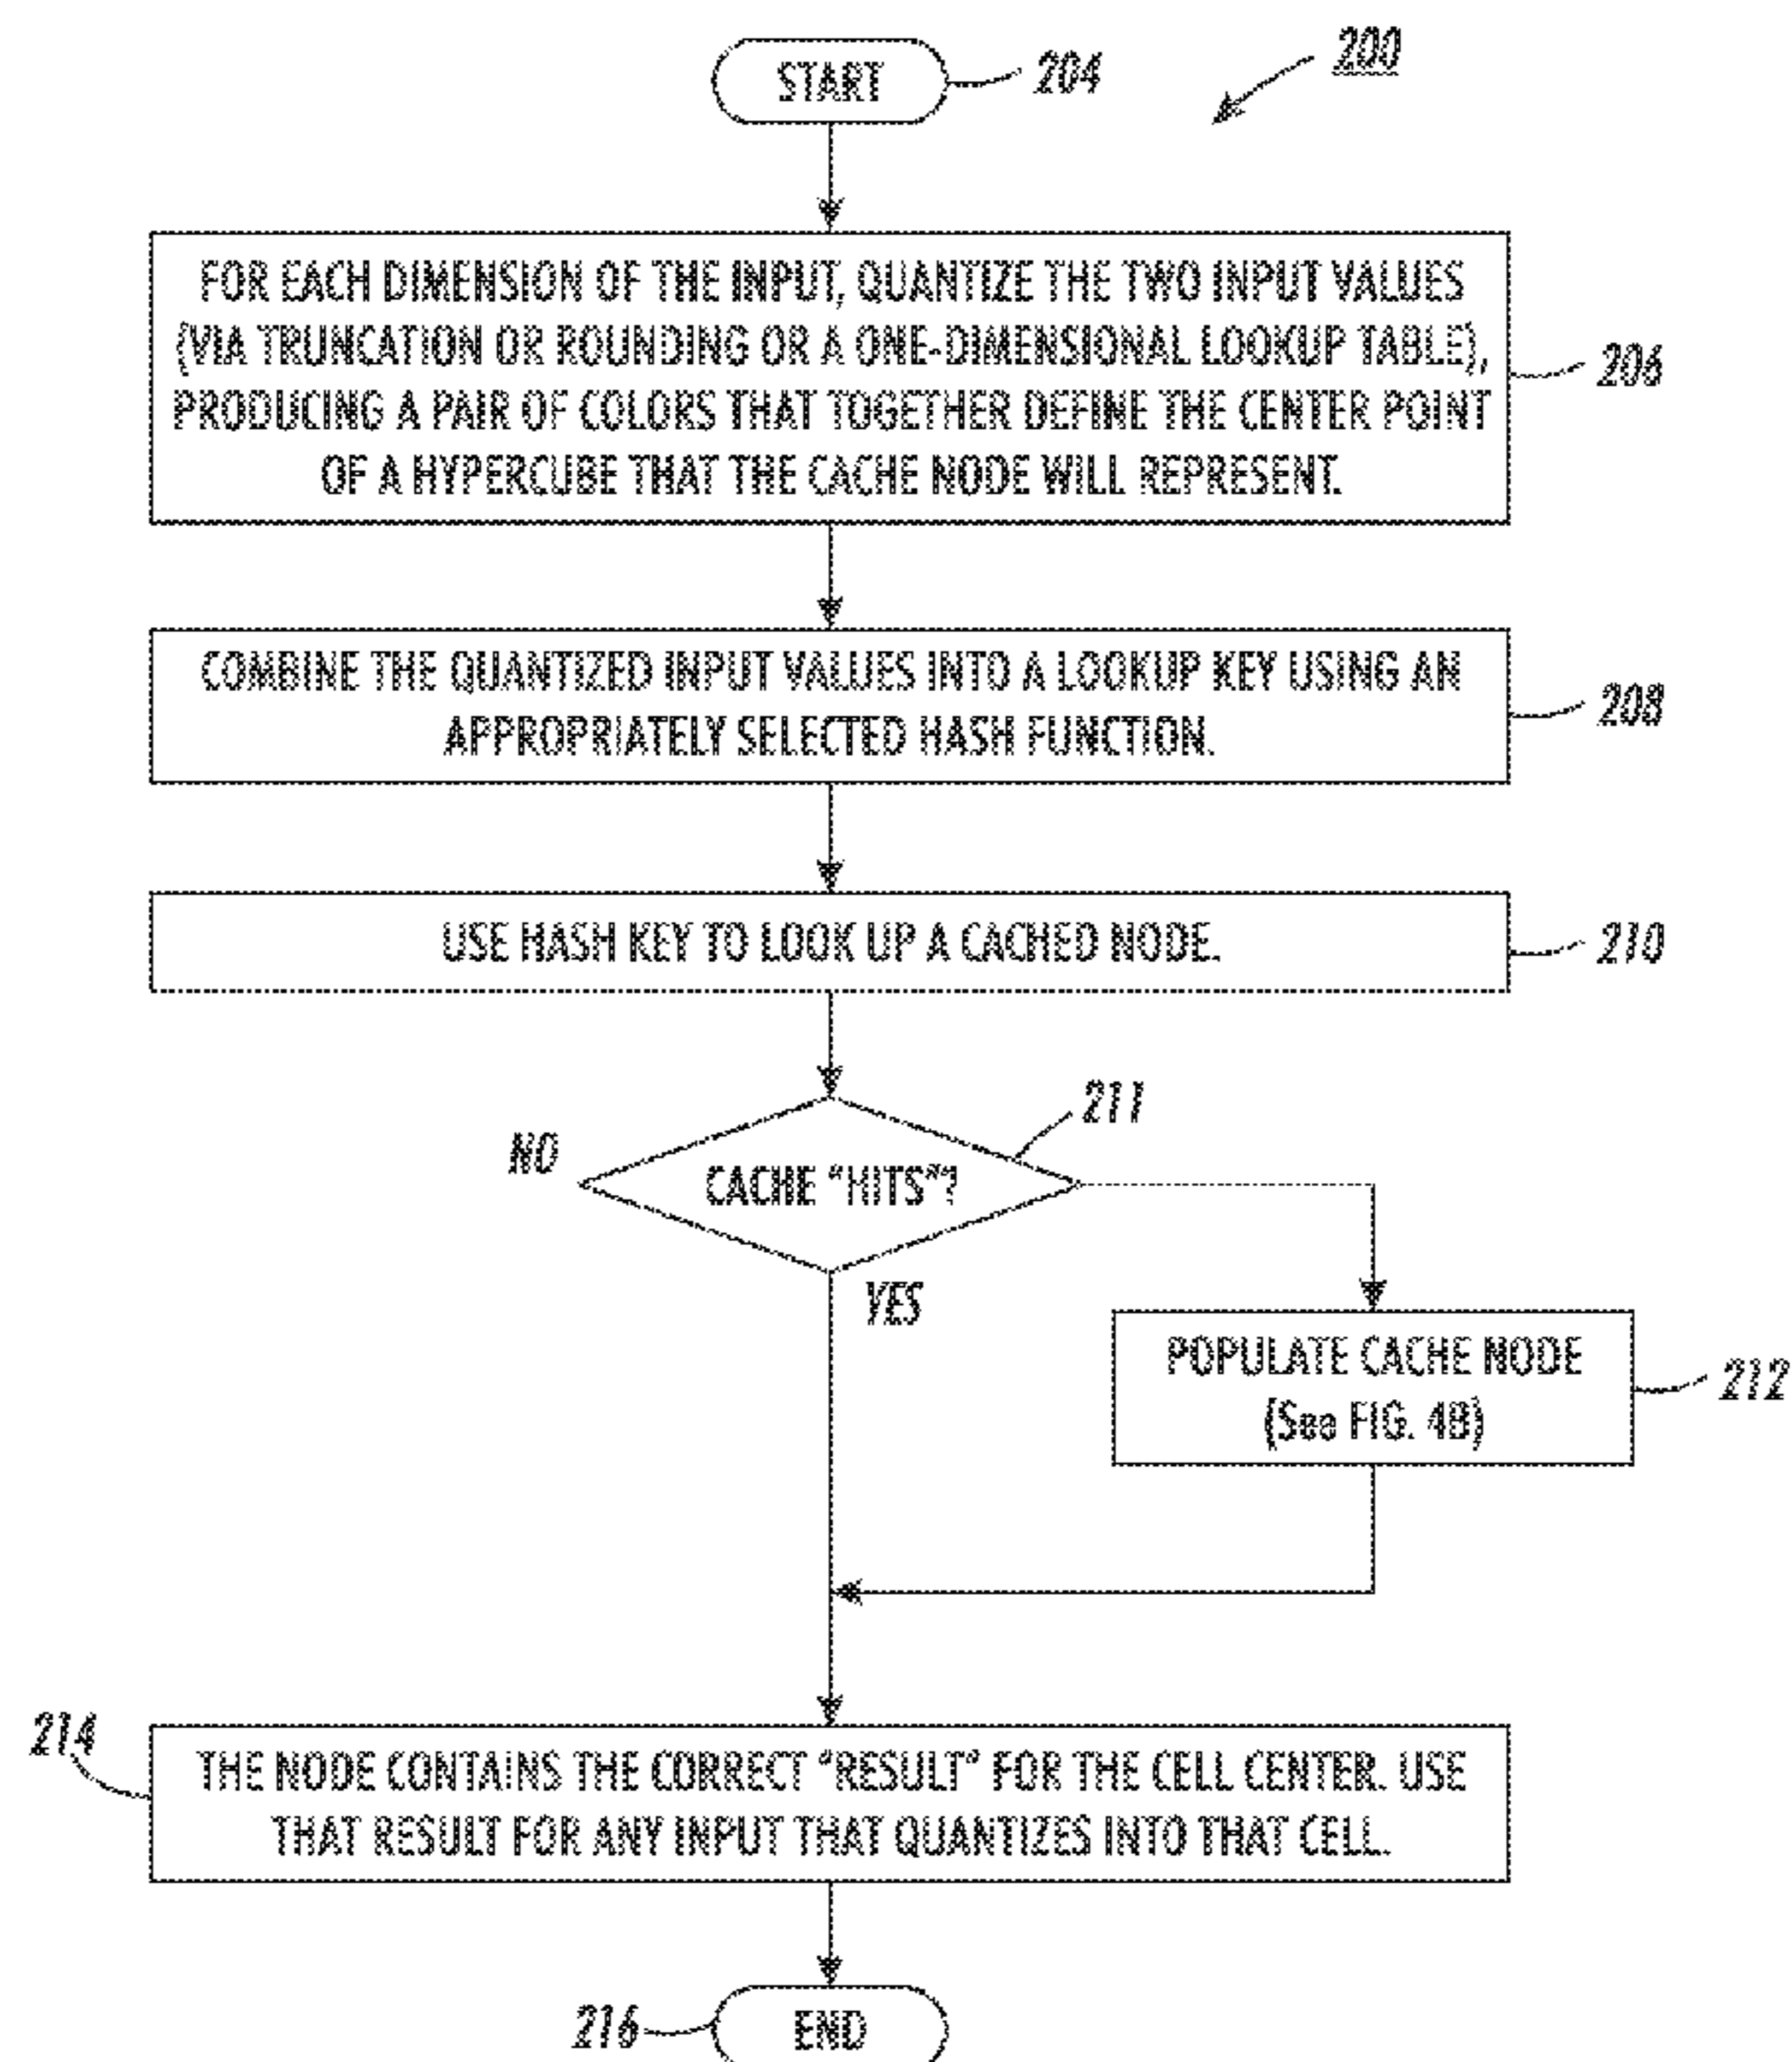 200
START
204
FOR EACH DIMENSION OF THE INPUT, QUANTIZE THE TWO INPUT VALUES
(VIA TRUNCATION OR ROUNDING OR A ONE-DIMENSIONAL LOOKUP TABLE),
PRODUCING A PAIR OF COLORS THAT TOGETHER DEFINE THE CENTER POINT
OF A HYPERCUBE THAT THE CACHE NODE WILL REPRESENT.
206
COMBINE THE QUANTIZED INPUT VALUES INTO A LOOKUP KEY USING AN
APPROPRIATELY SELECTED HASH FUNCTION.
208
USE HASH KEY TO LOOK UP A CACHED NODE.
210
211
NO
CACHE "HITS"?
YES
POPULATE CACHE NODE
(See FIG. 4B)
212
214
THE NODE CONTAINS THE CORRECT "RESULT" FOR THE CELL CENTER. USE
THAT RESULT FOR ANY INPUT THAT QUANTIZES INTO THAT CELL.
216
END